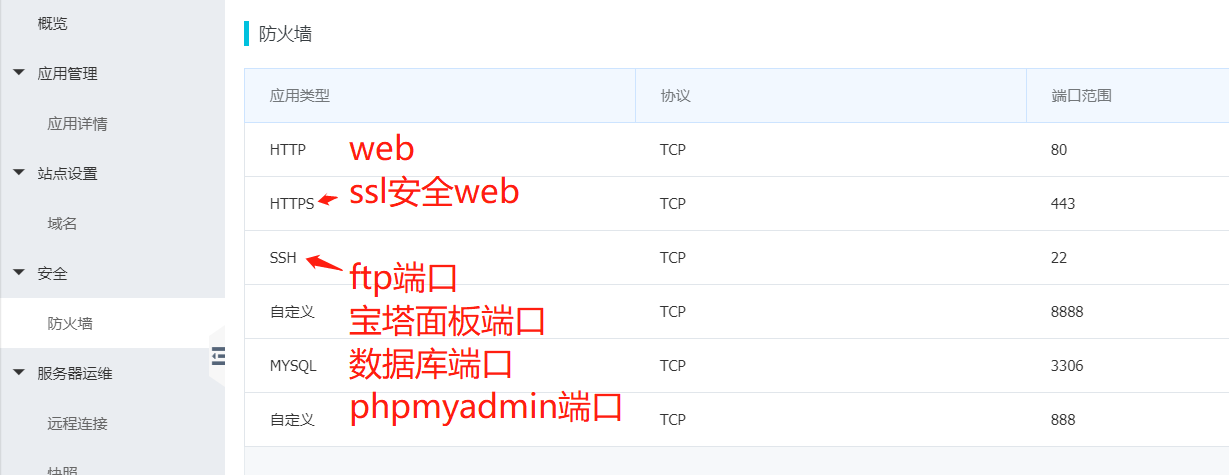 概览
应用管理
应用详情
站点设置
域名
安全
防火墙
服务器运维
远程连接
快照
防火墙
应用类型 协议 端口范围
HTTP web TCP 80
HTTPS ssl安全web TCP 443
SSH ftp端口 TCP 22
自定义 宝塔面板端口 TCP 8888
MYSQL 数据库端口 TCP 3306
自定义 phpmyadmin端口 TCP 888